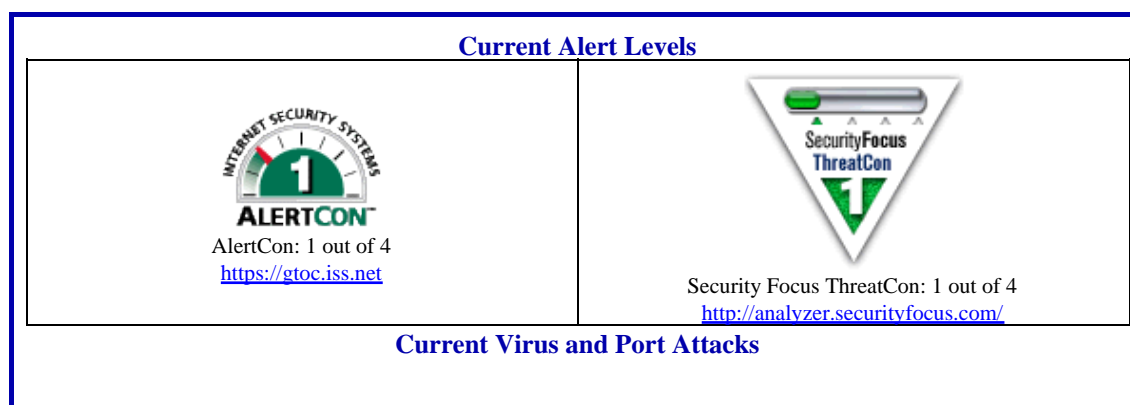 Current Alert Levels
INTERNET SECURITY SYSTEMS
1
ALERTCON™
AlertCon: 1 out of 4
https://gtoc.iss.net
SecurityFocus
ThreatCon
1
Security Focus ThreatCon: 1 out of 4
http://analyzer.securityfocus.com/
Current Virus and Port Attacks